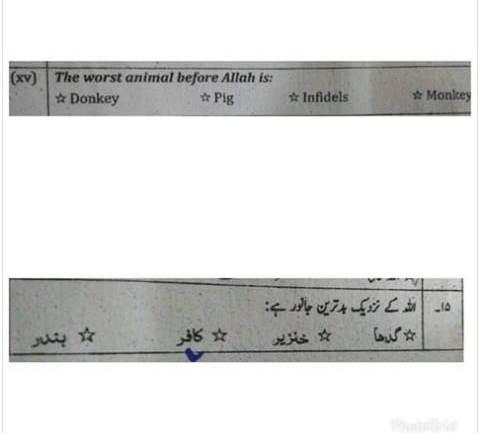 (xv) The worst animal before Allah is:
☆ Donkey ☆ Pig ☆ Infidels ☆ Monkey
۱۵۔ اللہ کے نزدیک بدترین جانور ہے:
☆ گدھا ☆ خنزیر ☆ کافر ☆ بندر
PhotoGrid